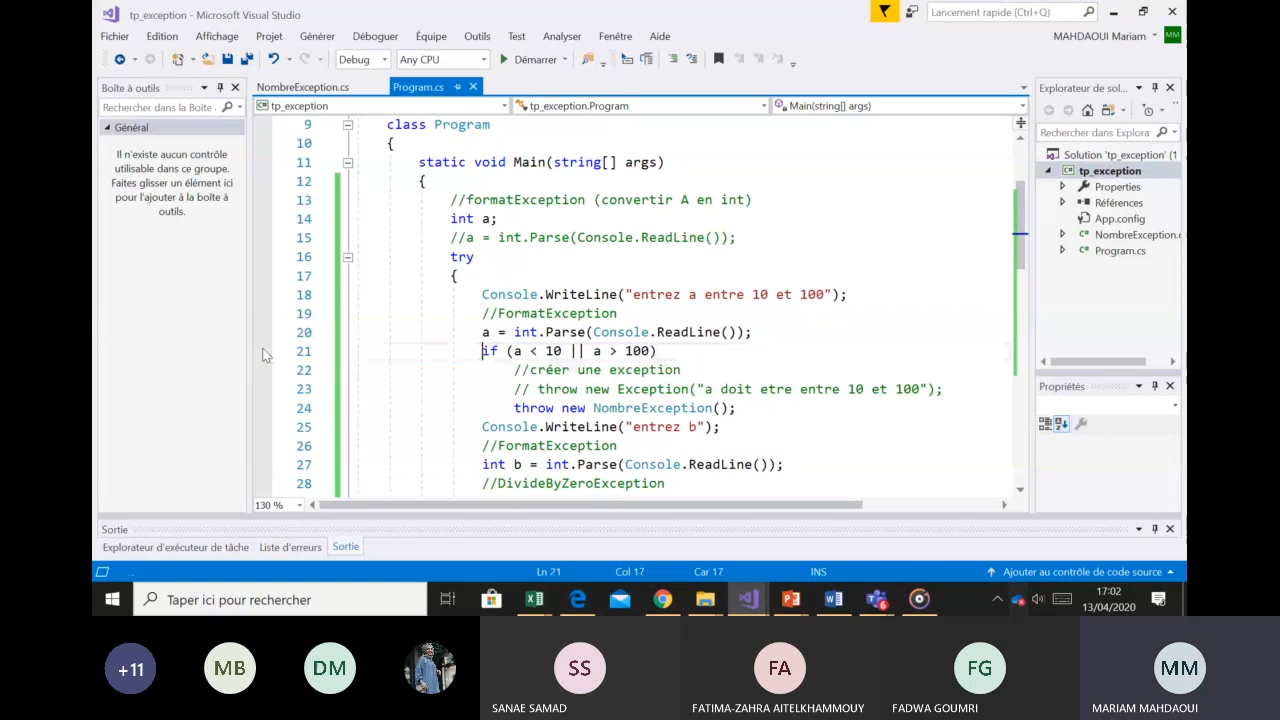 tp_exception - Microsoft Visual Studio
Lancement rapide (Ctrl+Q)
Fichier Edition Affichage Projet Générer Déboguer Équipe Outils Test Analyser Fenêtre Aide
MAHDAOUI Mariam MM
Debug Any CPU Démarrer
Boîte à outils
NombreException.cs Program.cs
Explorateur de sol...
Rechercher dans la Boîte
tp_exception tp_exception.Program Main(string[] args)
Général
Il n'existe aucun contrôle
utilisable dans ce groupe.
Faites glisser un élément ici
pour l'ajouter à la boîte à
outils.
9 class Program
10 {
11 static void Main(string[] args)
12 {
13 //formatException (convertir A en int)
14 int a;
15 //a = int.Parse(Console.ReadLine());
16 try
17 {
18 Console.WriteLine("entrez a entre 10 et 100");
19 //FormatException
20 a = int.Parse(Console.ReadLine());
21 if (a < 10 || a > 100)
22 //créer une exception
23 // throw new Exception("a doit etre entre 10 et 100");
24 throw new NombreException();
25 Console.WriteLine("entrez b");
26 //FormatException
27 int b = int.Parse(Console.ReadLine());
28 //DivideByZeroException
130 %
Rechercher dans Explora
Solution 'tp_exception' (1
tp_exception
Properties
Références
App.config
NombreException.c
Program.cs
Propriétés
Sortie
Explorateur d'exécuteur de tâche Liste d'erreurs Sortie
Ln 21 Col 17 Car 17 INS Ajouter au contrôle de code source
Taper ici pour rechercher
17:02
13/04/2020
+11 MB DM SS FA FG MM
SANAE SAMAD FATIMA-ZAHRA AITELKHAMMOUY FADWA GOUMRI MARIAM MAHDAOUI